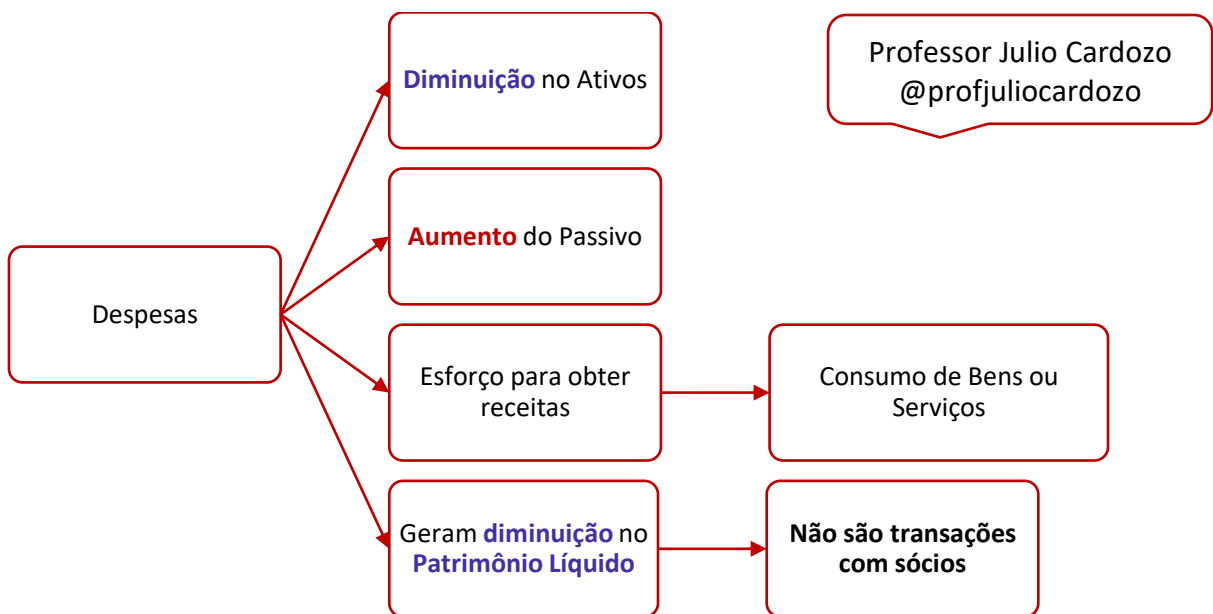 Professor Julio Cardozo
@profjuliocardozo
Diminuição no Ativos
Aumento do Passivo
Despesas
Esforço para obter
receitas
Consumo de Bens ou
Serviços
Geram diminuição no
Patrimônio Líquido
Não são transações
com sócios